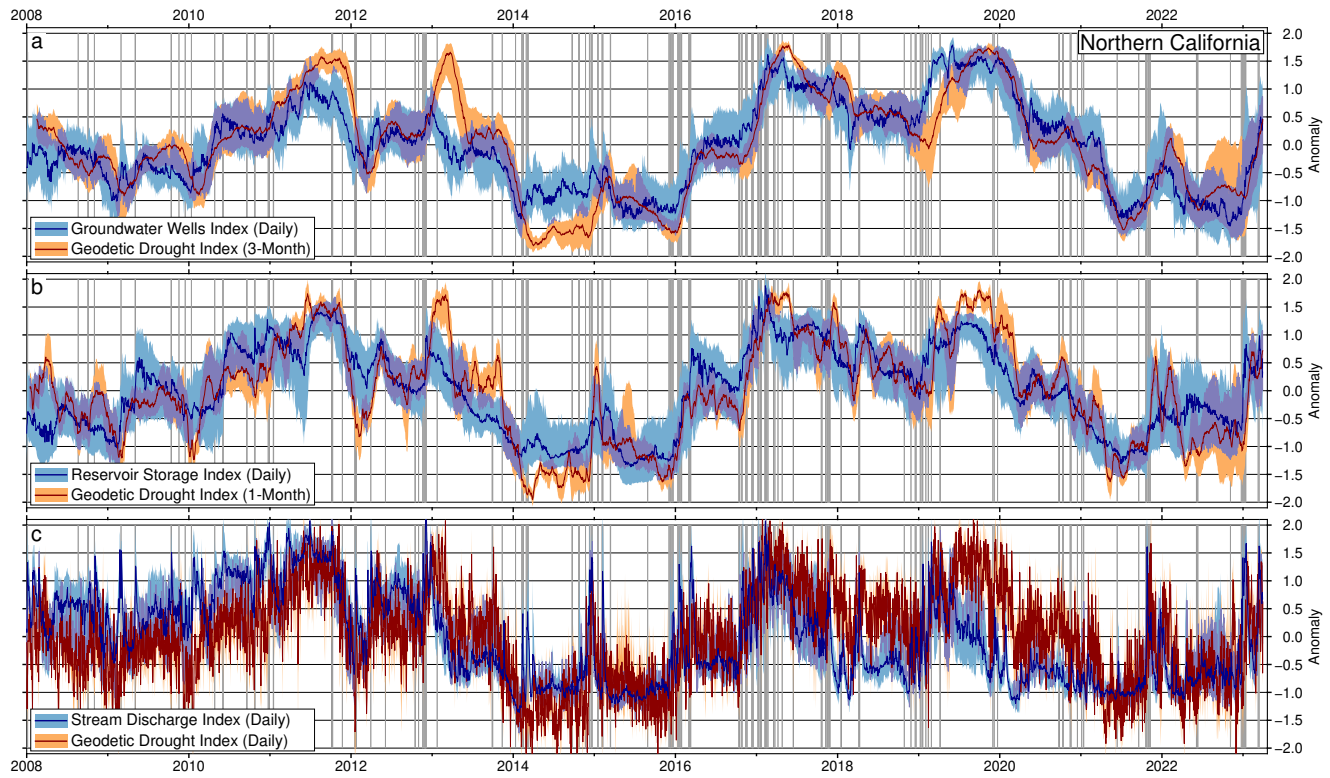 2008 2010 2012 2014 2016 2018 2020 2022
a
Northern California
2.0
1.5
1.0
0.5
0.0
−0.5
−1.0
−1.5
−2.0
Anomaly
Groundwater Wells Index (Daily)
Geodetic Drought Index (3-Month)
b
2.0
1.5
1.0
0.5
0.0
−0.5
−1.0
−1.5
−2.0
Anomaly
Reservoir Storage Index (Daily)
Geodetic Drought Index (1-Month)
c
2.0
1.5
1.0
0.5
0.0
−0.5
−1.0
−1.5
−2.0
Anomaly
Stream Discharge Index (Daily)
Geodetic Drought Index (Daily)
2008 2010 2012 2014 2016 2018 2020 2022